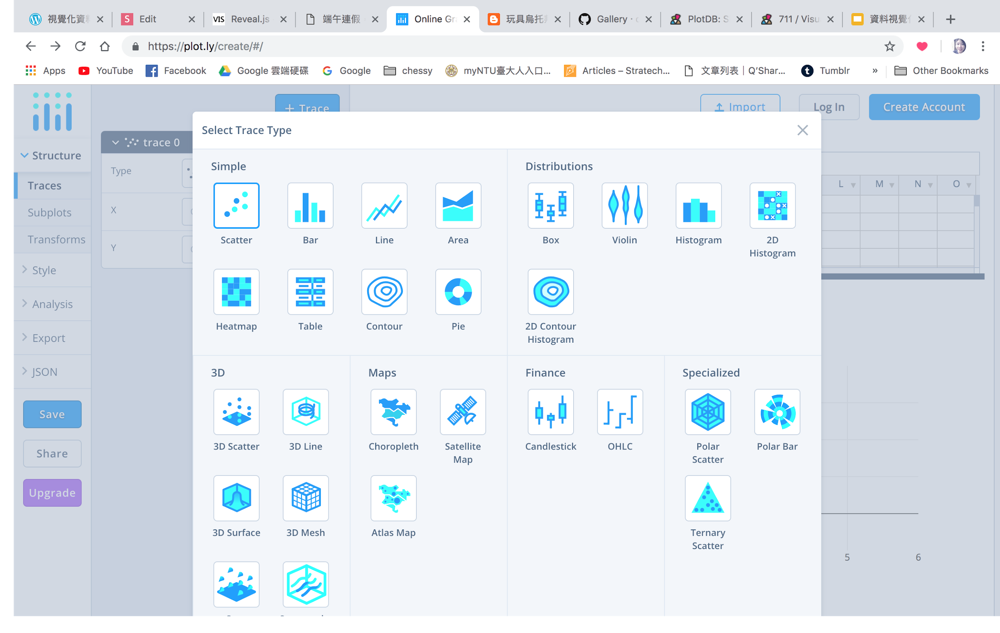 視覺化資料
Edit
VIS Reveal.js
端午連假
Online Gr
玩具烏托邦
Gallery ·
PlotDB: S
711 / Visu
資料視覺
https://plot.ly/create/#/
Apps YouTube Facebook Google 雲端硬碟 Google chessy myNTU臺大人入口... Articles – Stratech... 文章列表｜Q’Shar... Tumblr » Other Bookmarks
+ Trace
Import
Log In
Create Account
Select Trace Type
trace 0
Structure
Type
Traces
X
Subplots
Transforms
Y
Style
Analysis
Export
JSON
Save
Share
Upgrade
Simple
Scatter Bar Line Area
Heatmap Table Contour Pie
Distributions
Box Violin Histogram 2D
Histogram
2D Contour
Histogram
L M N O
3D
3D Scatter 3D Line
3D Surface 3D Mesh
Maps
Choropleth Satellite
Map
Atlas Map
Finance
Candlestick OHLC
Specialized
Polar
Scatter
Polar Bar
Ternary
Scatter
5 6